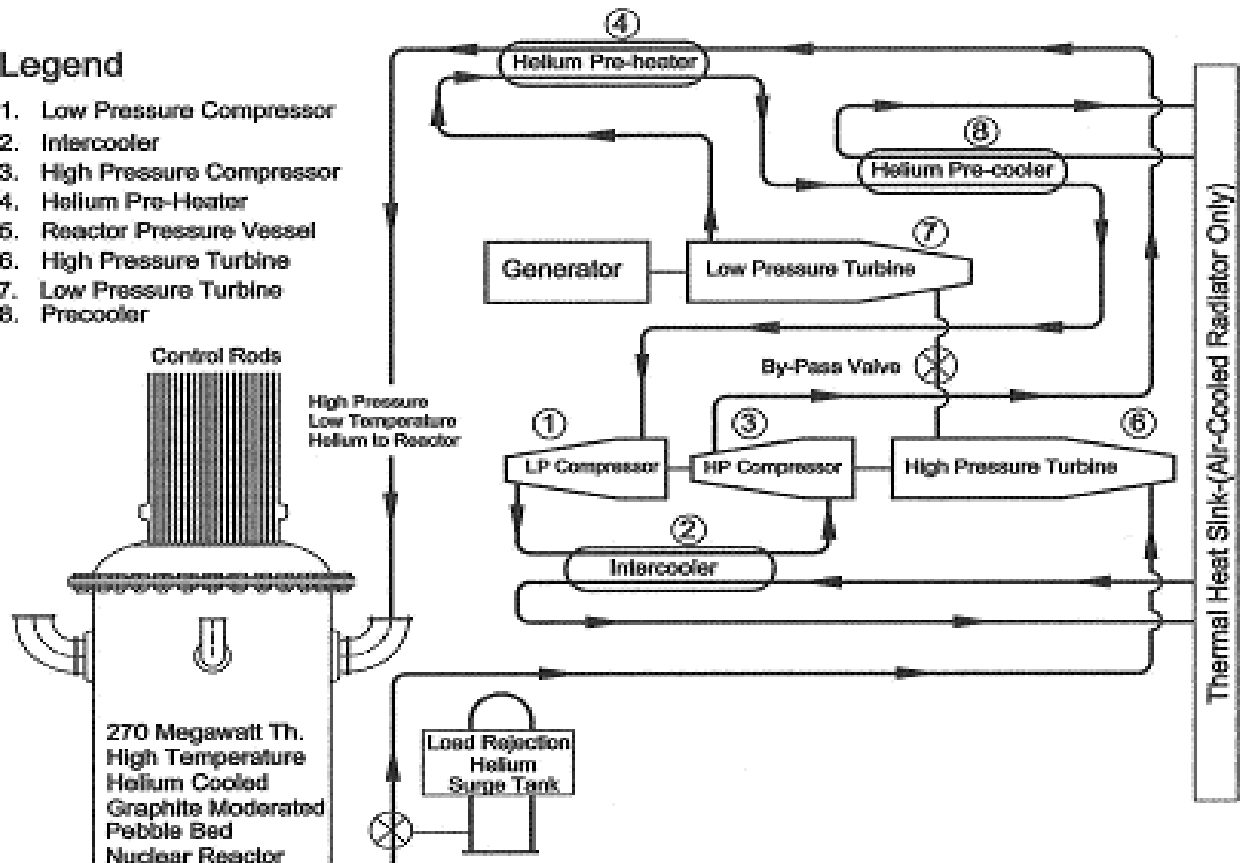 Legend
1. Low Pressure Compressor
2. Intercooler
3. High Pressure Compressor
4. Helium Pre-Heater
5. Reactor Pressure Vessel
6. High Pressure Turbine
7. Low Pressure Turbine
8. Precooler
4
Helium Pre-heater
8
Helium Pre-cooler
7
Generator
Low Pressure Turbine
By-Pass Valve
Control Rods
High Pressure
Low Temperature
Helium to Reactor
1
3
6
LP Compressor
HP Compressor
High Pressure Turbine
2
Intercooler
Thermal Heat Sink-(Air-Cooled Radiator Only)
270 Megawatt Th.
High Temperature
Helium Cooled
Graphite Moderated
Pebble Bed
Nuclear Reactor
Load Rejection
Helium
Surge Tank